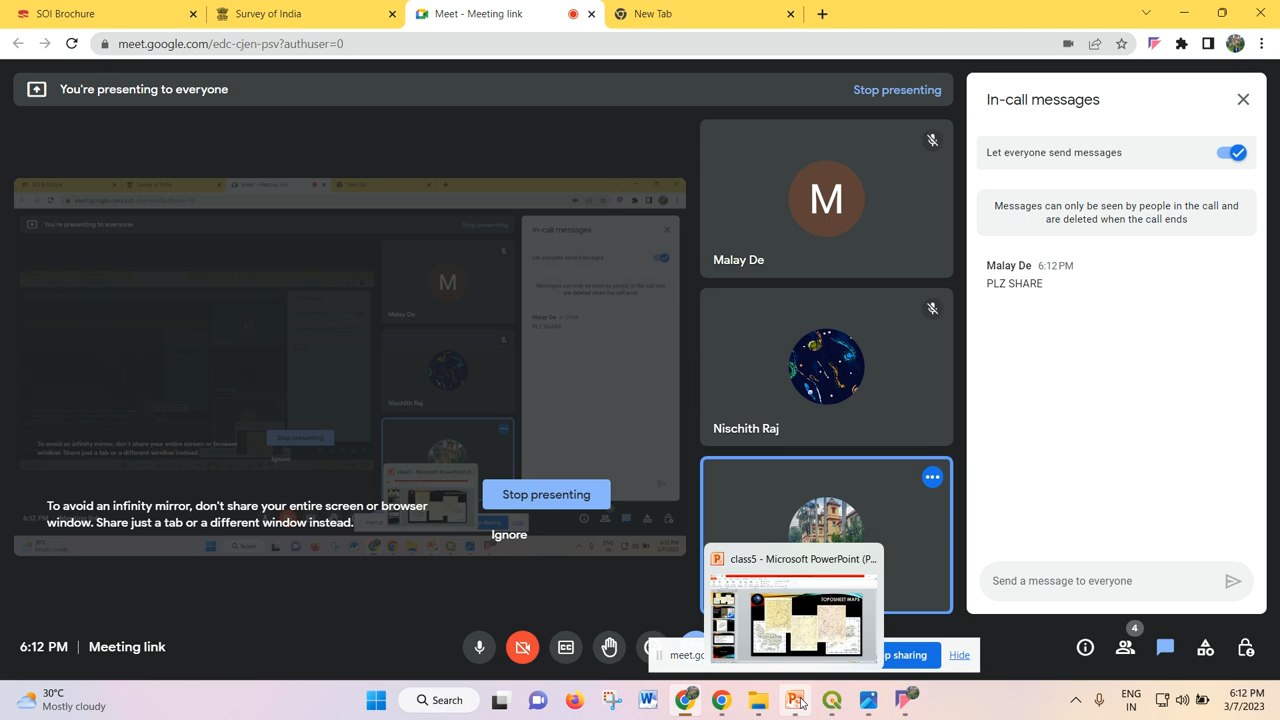 SOI Brochure
Survey of India
Meet - Meeting link
New Tab
meet.google.com/edc-cjen-psv?authuser=0
You're presenting to everyone
Stop presenting
In-call messages
Let everyone send messages
Messages can only be seen by people in the call and
are deleted when the call ends
Malay De 6:12 PM
PLZ SHARE
M
Malay De
Nischith Raj
To avoid an infinity mirror, don't share your entire screen or browser
window. Share just a tab or a different window instead.
Stop presenting
Ignore
class5 - Microsoft PowerPoint (P...
TOPOSHEET MAPS
Send a message to everyone
6:12 PM | Meeting link
4
meet.gc
p sharing
Hide
30°C
Mostly cloudy
Search
ENG
IN
6:12 PM
3/7/2023